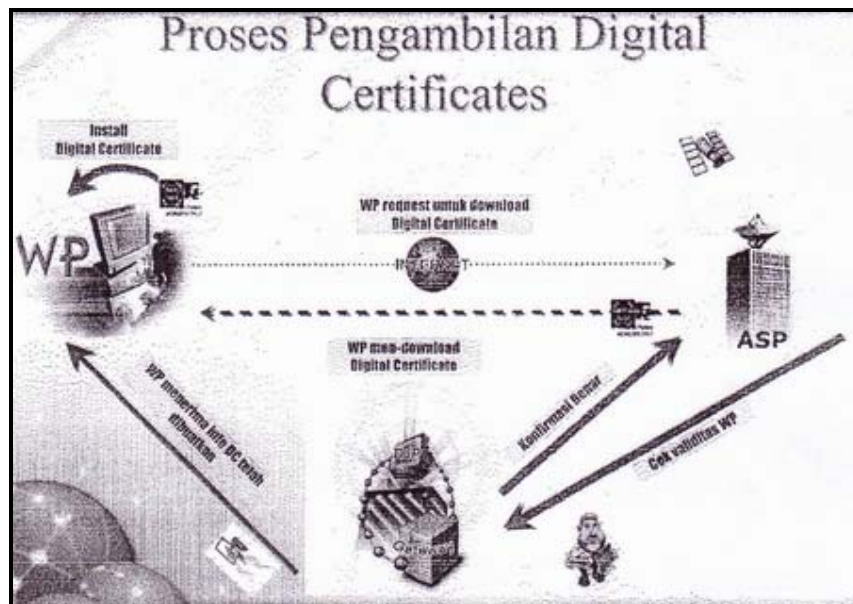 Proses Pengambilan Digital
Certificates
Install
Digital Certificate
WP request untuk download
Digital Certificate
WP
ASP
WP men-download
Digital Certificate
WP menerima info DC telah
dibuatkan
Konfirmasi Benar
Cek validitas WP